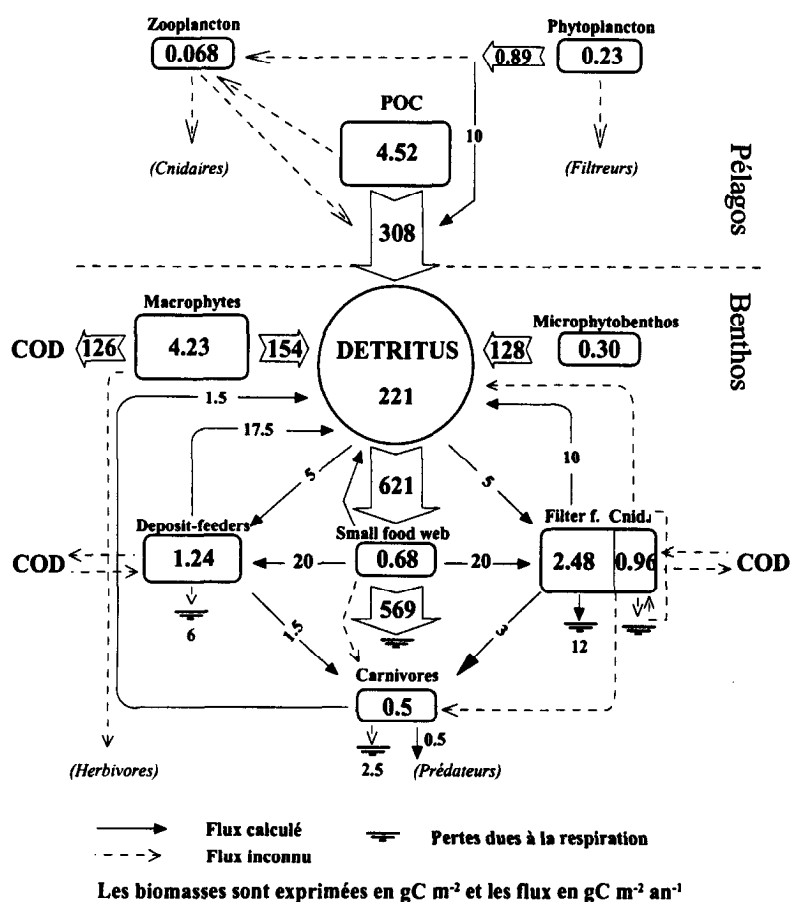 Zooplancton
0.068
Phytoplancton
0.89
0.23
POC
4.52
10
(Cnidaires)
(Filtreurs)
308
Pélagos
Benthos
Macrophytes
COD
126
4.23
154
DETRITUS
221
Microphytobenthos
128
0.30
1.5
17.5
10
5
621
5
Deposit-feeders
Small food web
Filter f.
Cnid.
COD
1.24
20
0.68
20
2.48
0.96
COD
6
569
12
1.5
3
Carnivores
0.5
0.5
2.5
(Herbivores)
(Prédateurs)
Flux calculé
Pertes dues à la respiration
Flux inconnu
Les biomasses sont exprimées en gC m⁻² et les flux en gC m⁻² an⁻¹